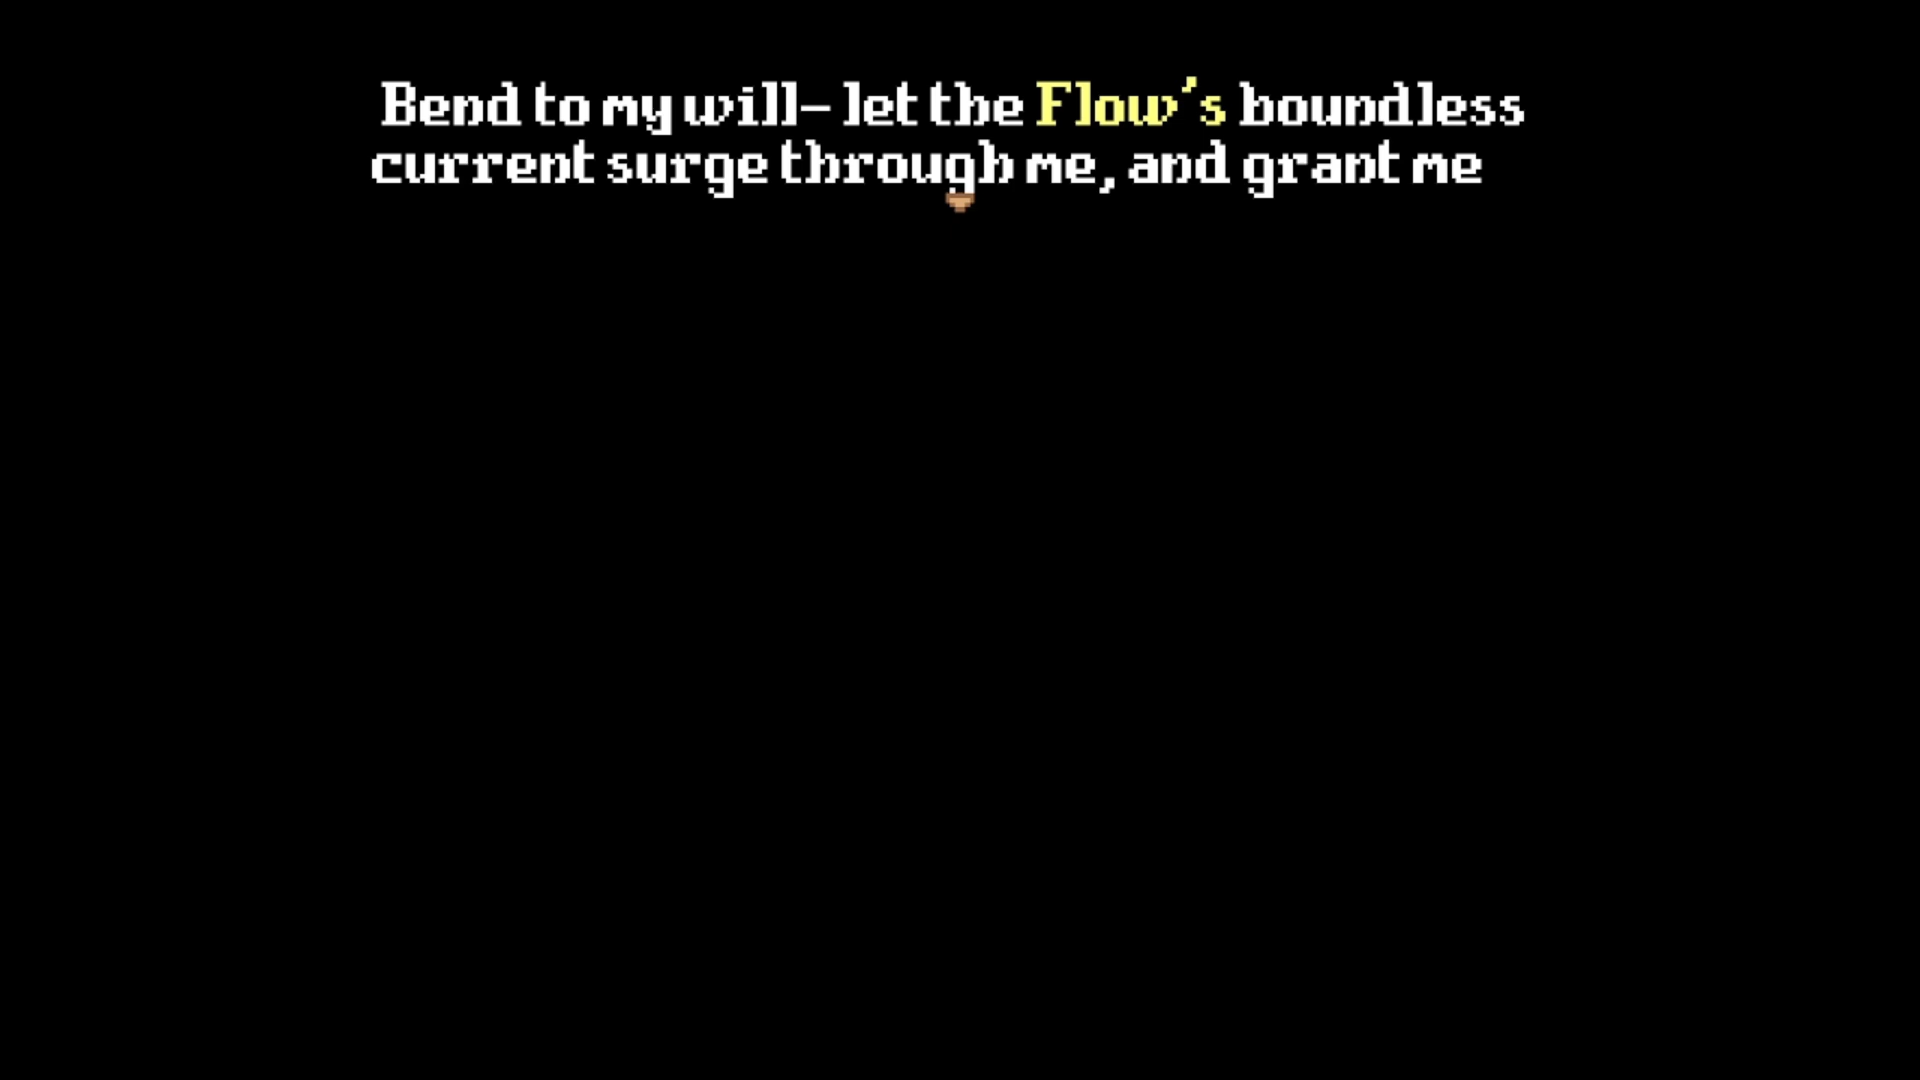 Bend to my will– let the Flow's boundless
current surge through me, and grant me